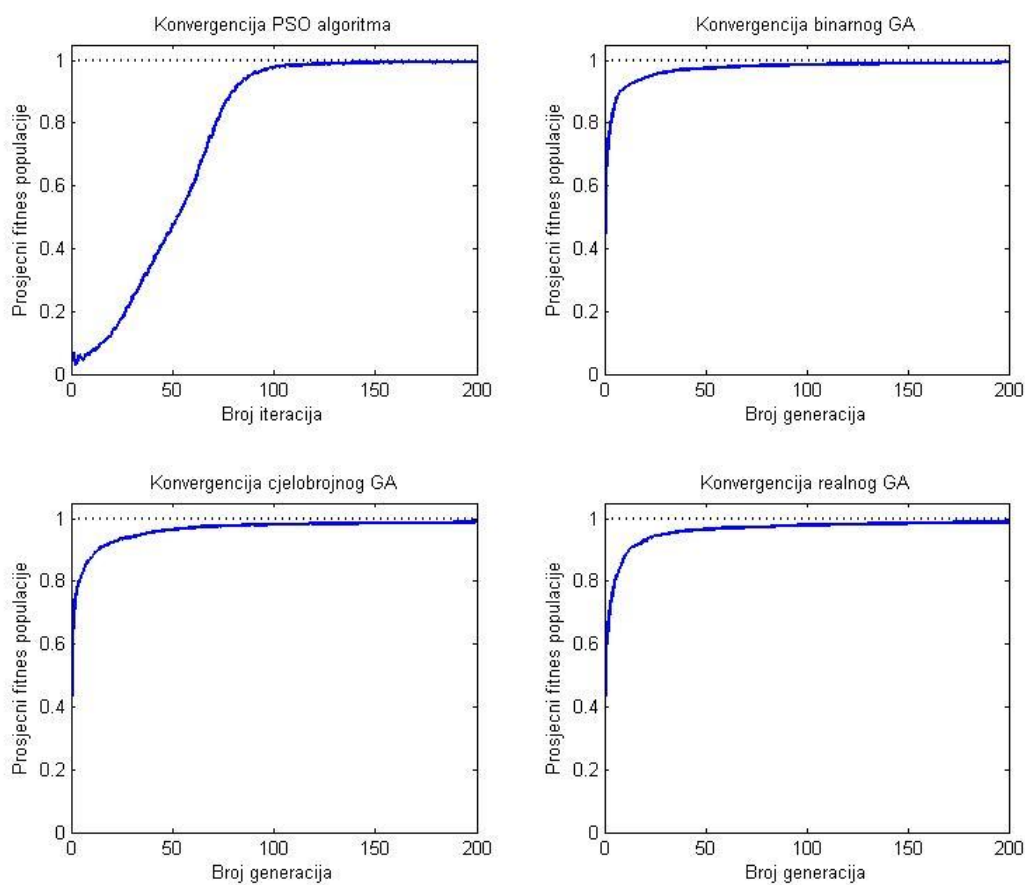 Konvergencija PSO algoritma
Prosjecni fitnes populacije
1
0.8
0.6
0.4
0.2
0
0 50 100 150 200
Broj iteracija
Konvergencija binarnog GA
Prosjecni fitnes populacije
1
0.8
0.6
0.4
0.2
0
0 50 100 150 200
Broj generacija
Konvergencija cjelobrojnog GA
Prosjecni fitnes populacije
1
0.8
0.6
0.4
0.2
0
0 50 100 150 200
Broj generacija
Konvergencija realnog GA
Prosjecni fitnes populacije
1
0.8
0.6
0.4
0.2
0
0 50 100 150 200
Broj generacija